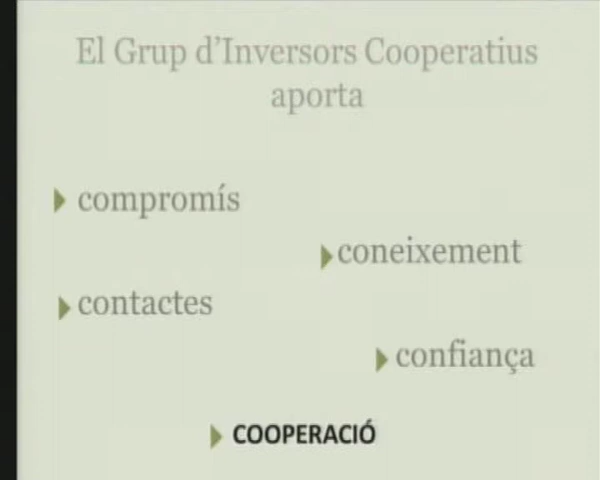 El Grup d’Inversors Cooperatius
aporta
compromís
coneixement
contactes
confiança
COOPERACIÓ